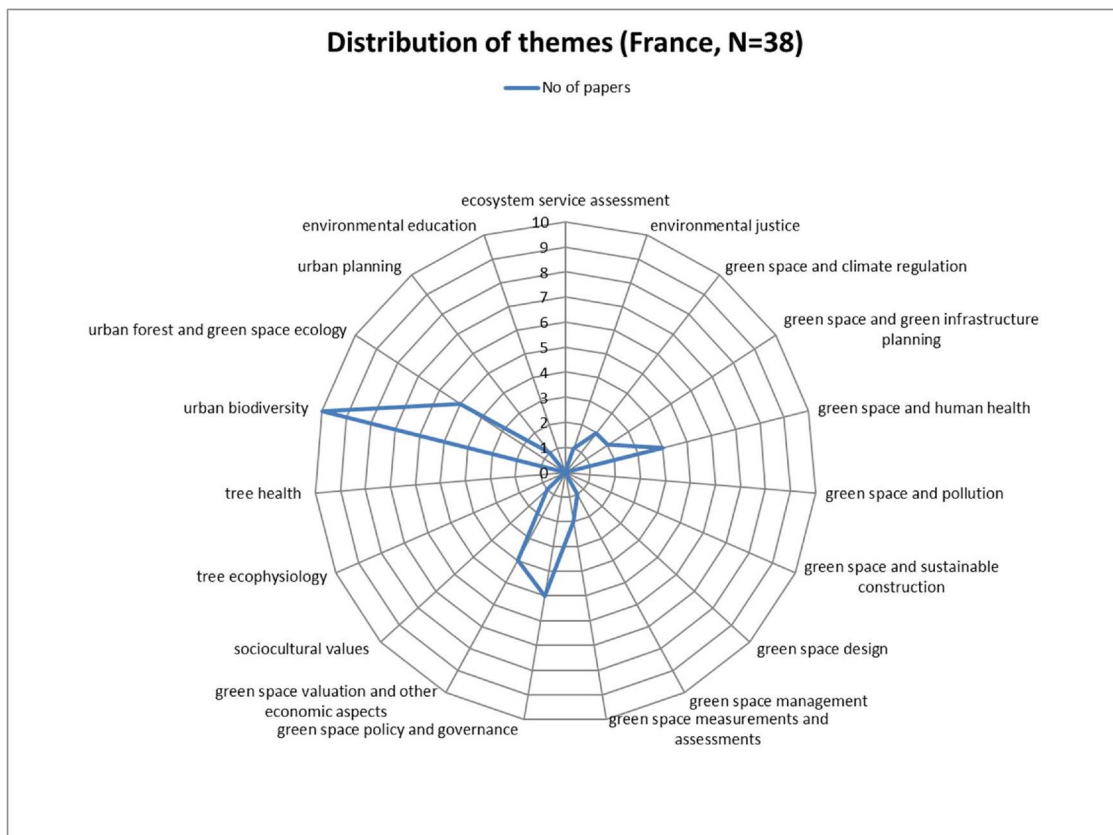 Distribution of themes (France, N=38)
No of papers
ecosystem service assessment
environmental education
environmental justice
urban planning
green space and climate regulation
urban forest and green space ecology
green space and green infrastructure
planning
urban biodiversity
green space and human health
tree health
green space and pollution
tree ecophysiology
green space and sustainable
construction
sociocultural values
green space design
green space valuation and other
economic aspects
green space management
green space policy and governance
green space measurements and
assessments
10
9
8
7
6
5
4
3
2
1
0